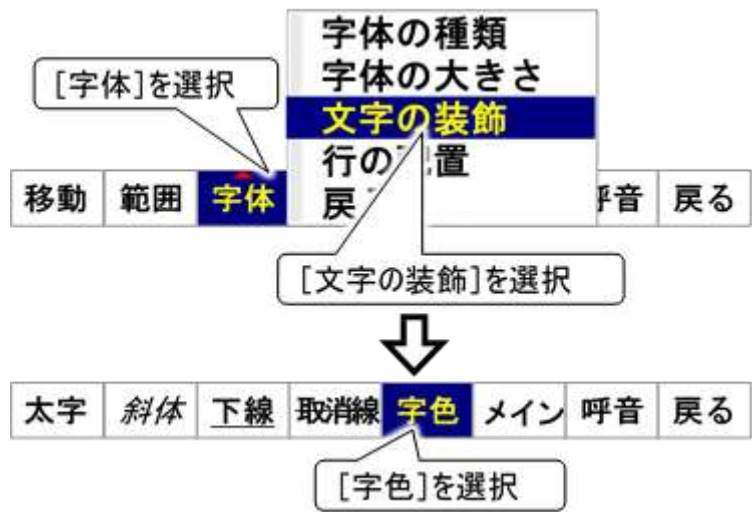 字体の種類
字体の大きさ
[字体]を選択
文字の装飾
行の 置
戻
移動 範囲 字体 呼音 戻る
[文字の装飾]を選択
太字 斜体 下線 取消線 字色 メイン 呼音 戻る
[字色]を選択